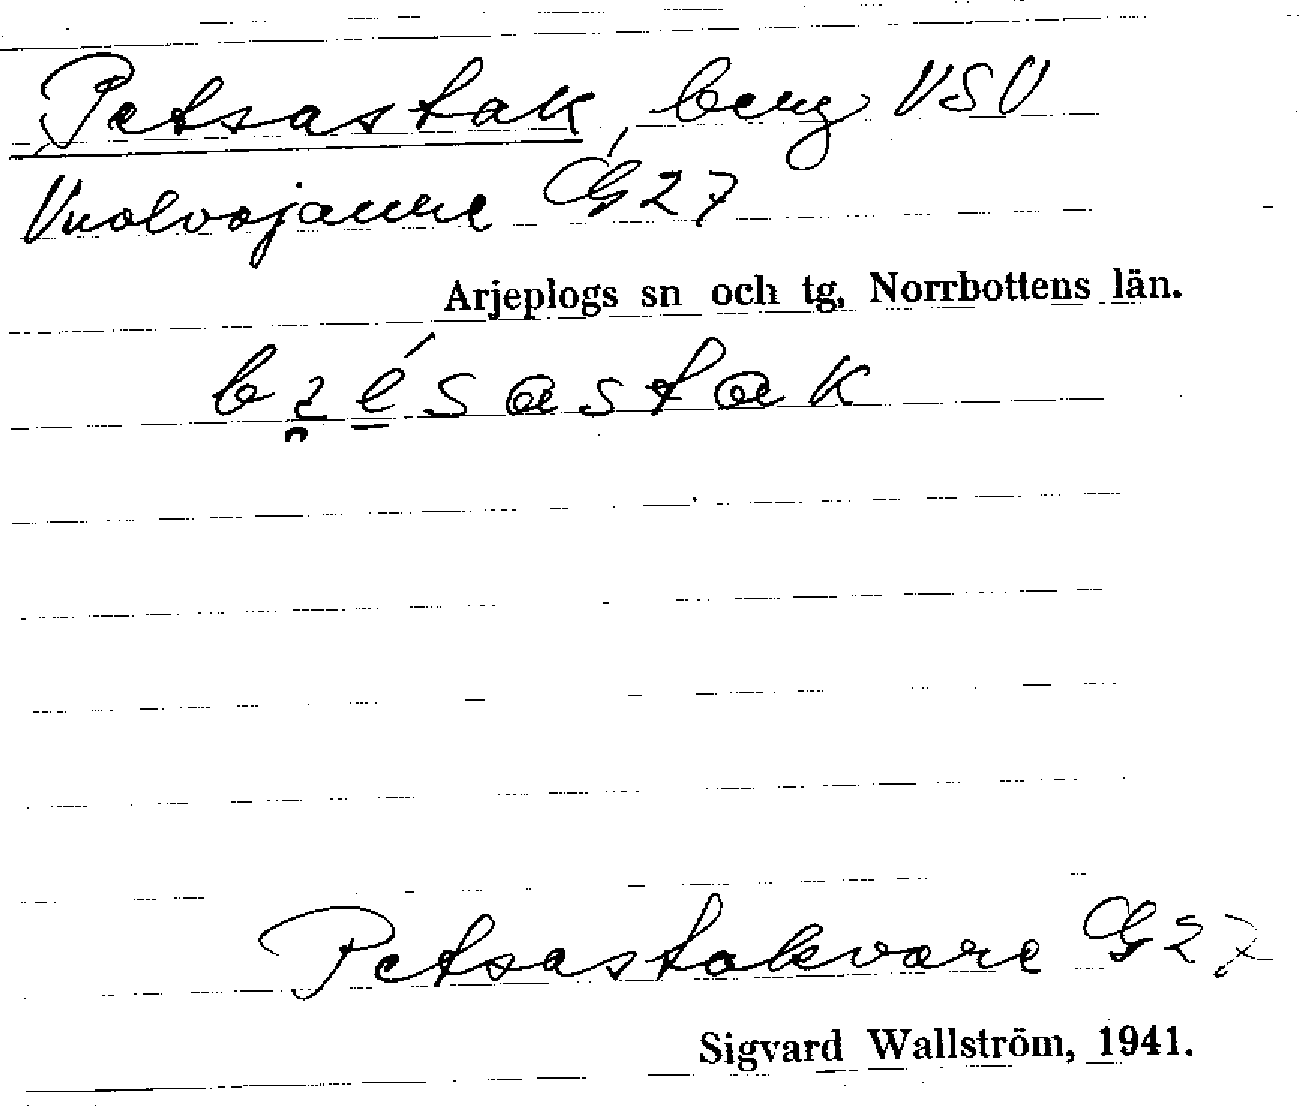 Petsastak, berg VSV
Vuolvojaure G27
Arjeplogs sn och tg, Norrbottens län.
Petsastakvare G27
Sigvard Wallström, 1941.